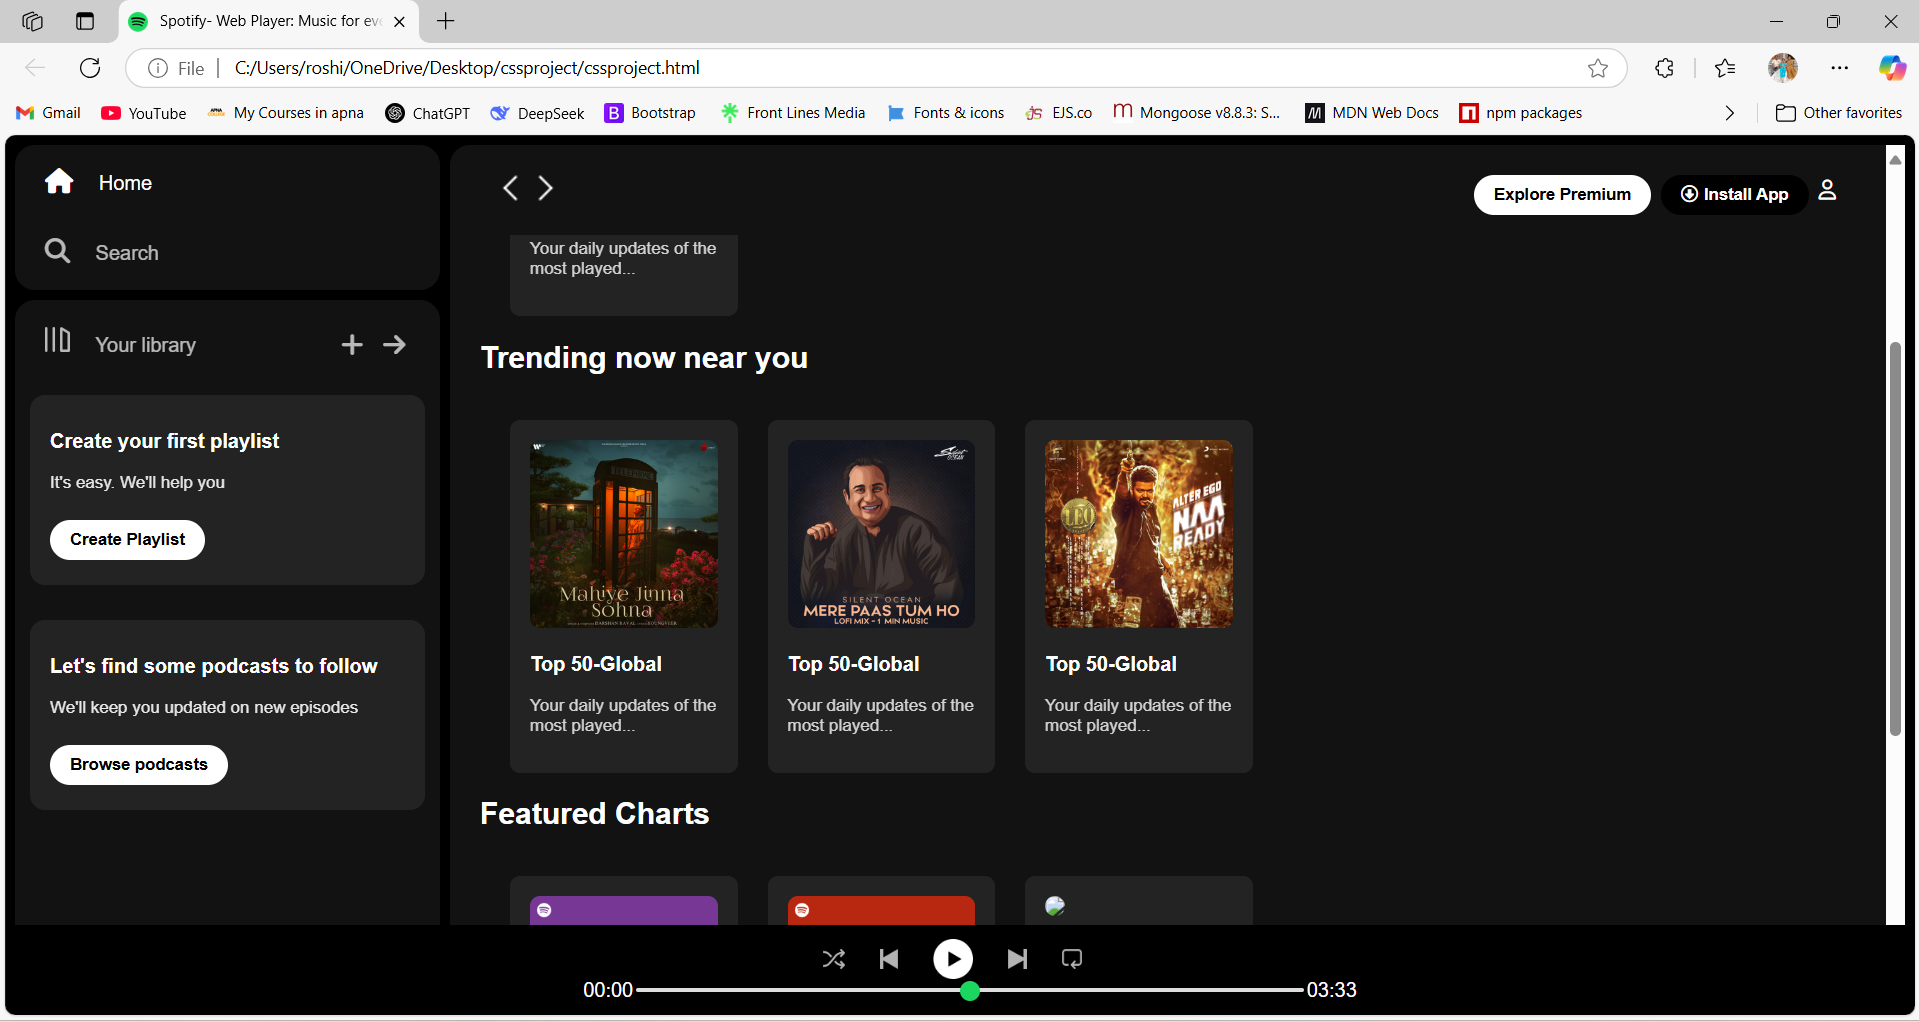 Spotify- Web Player: Music for eve
File
C:/Users/roshi/OneDrive/Desktop/cssproject/cssproject.html
Gmail
YouTube
My Courses in apna
ChatGPT
DeepSeek
Bootstrap
Front Lines Media
Fonts & icons
EJS.co
Mongoose v8.8.3: S...
MDN Web Docs
npm packages
Other favorites
Home
Search
Your library
Create your first playlist
It's easy. We'll help you
Create Playlist
Let's find some podcasts to follow
We'll keep you updated on new episodes
Browse podcasts
Explore Premium
Install App
Your daily updates of the
most played...
Trending now near you
Mahiye Jinna
Sohna
DARSHAN RAVAL
Top 50-Global
Your daily updates of the
most played...
SILENT OCEAN
MERE PAAS TUM HO
LOFI MIX - 1 MIN MUSIC
Top 50-Global
Your daily updates of the
most played...
LEO
ALTER EGO
NAA
READY
Top 50-Global
Your daily updates of the
most played...
Featured Charts
00:00
03:33